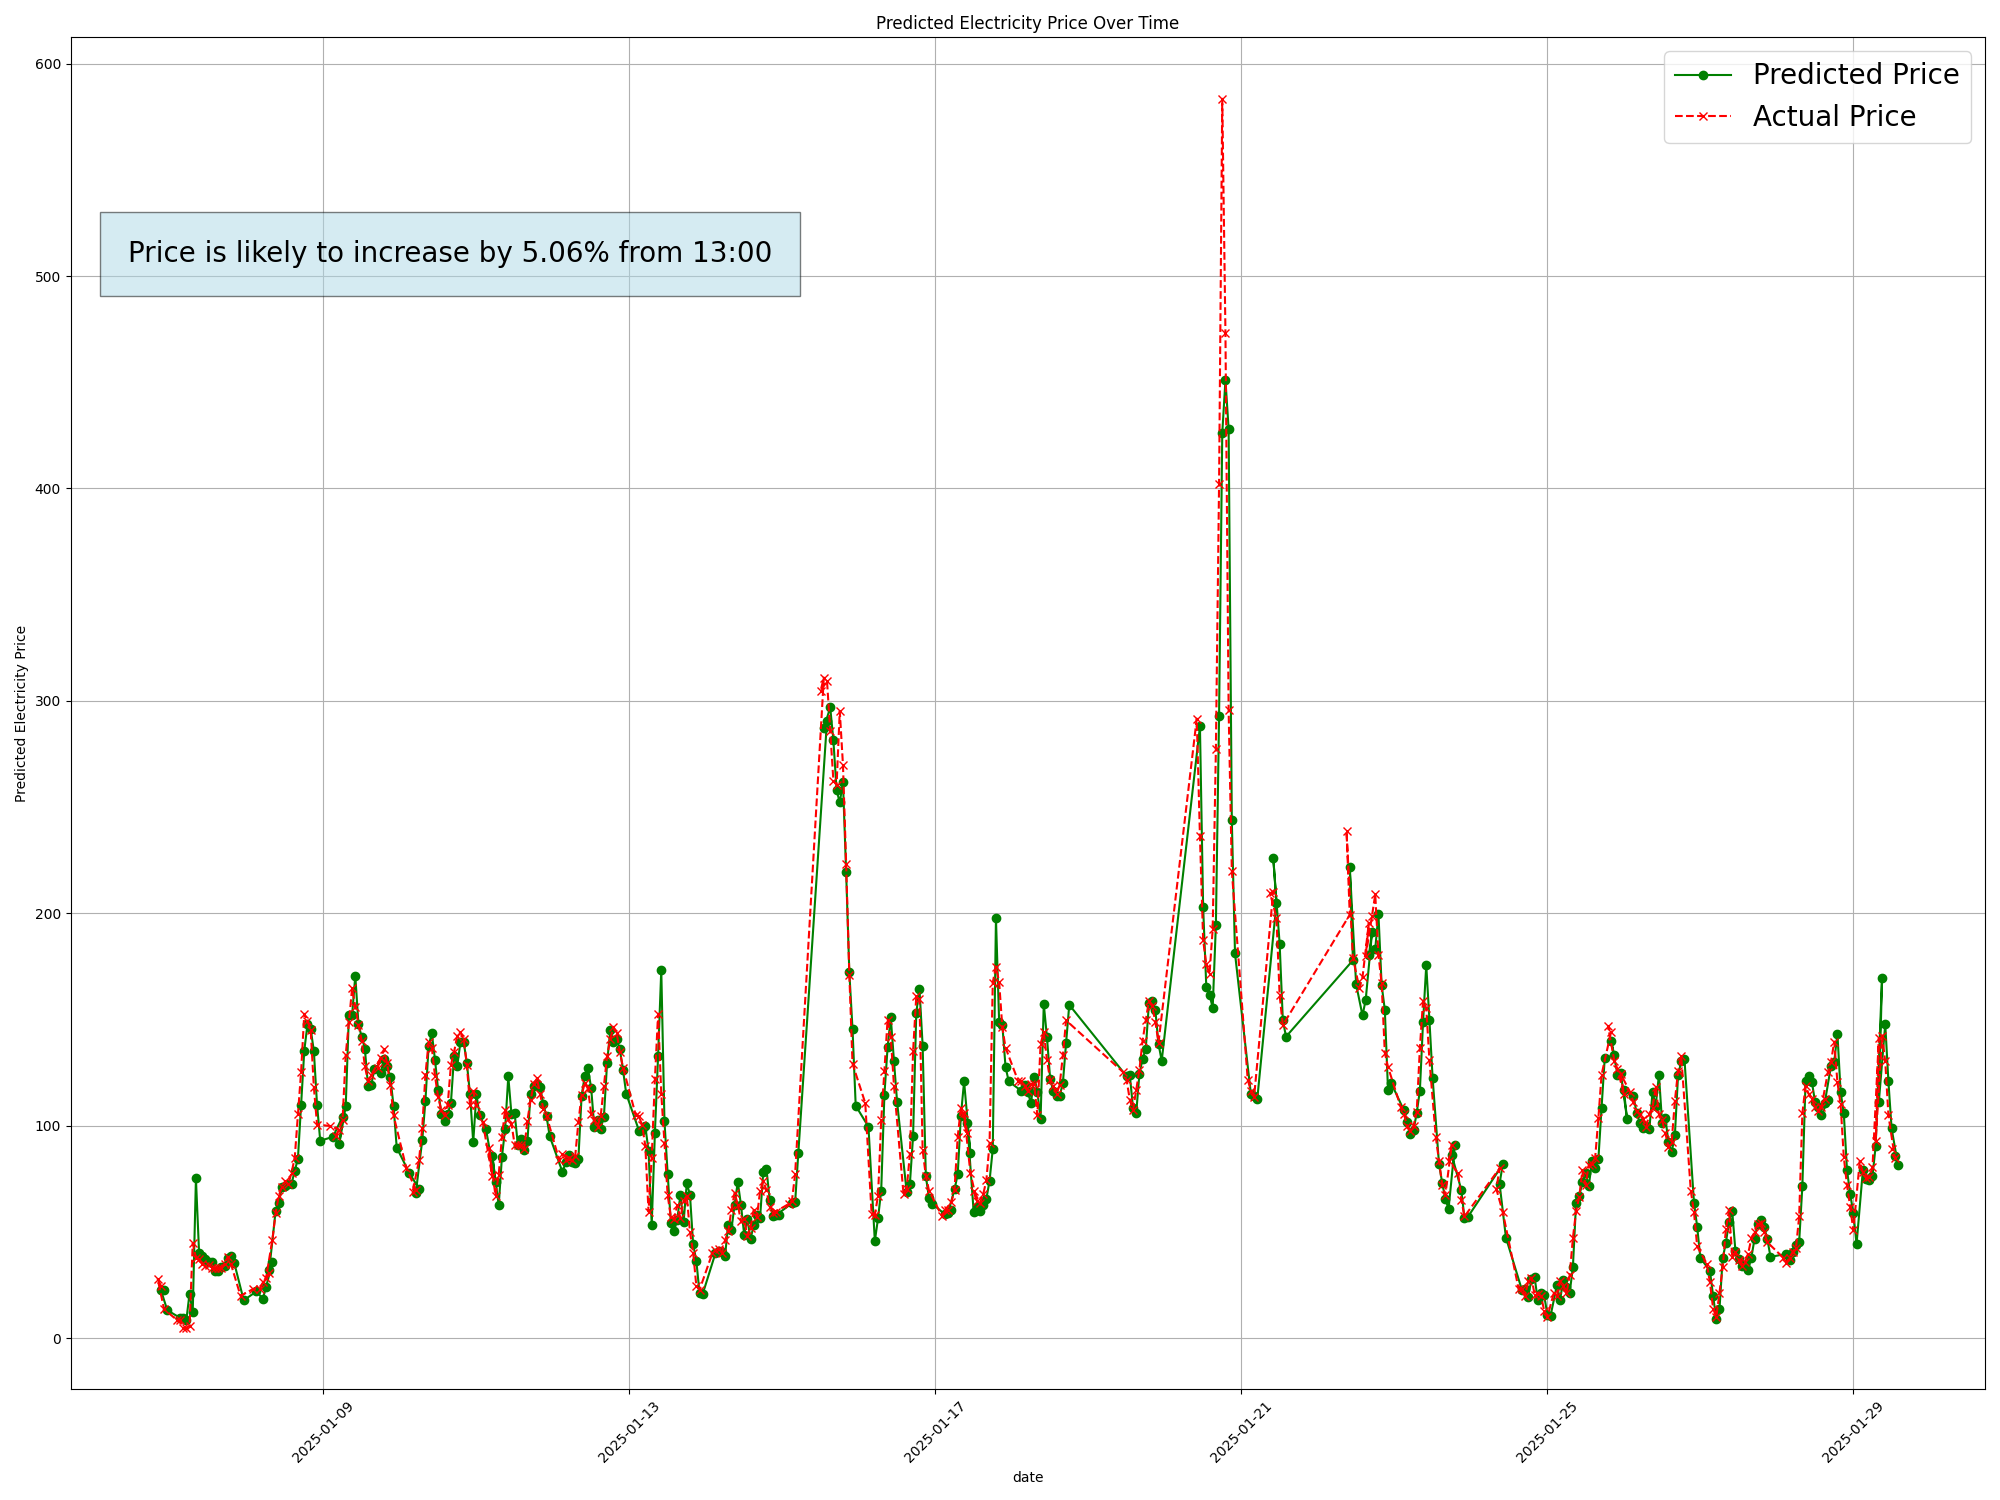 Predicted Electricity Price Over Time
Predicted Price
Actual Price
Price is likely to increase by 5.06% from 13:00
Predicted Electricity Price
600
500
400
300
200
100
0
2025-01-09
2025-01-13
2025-01-17
2025-01-21
2025-01-25
2025-01-29
date